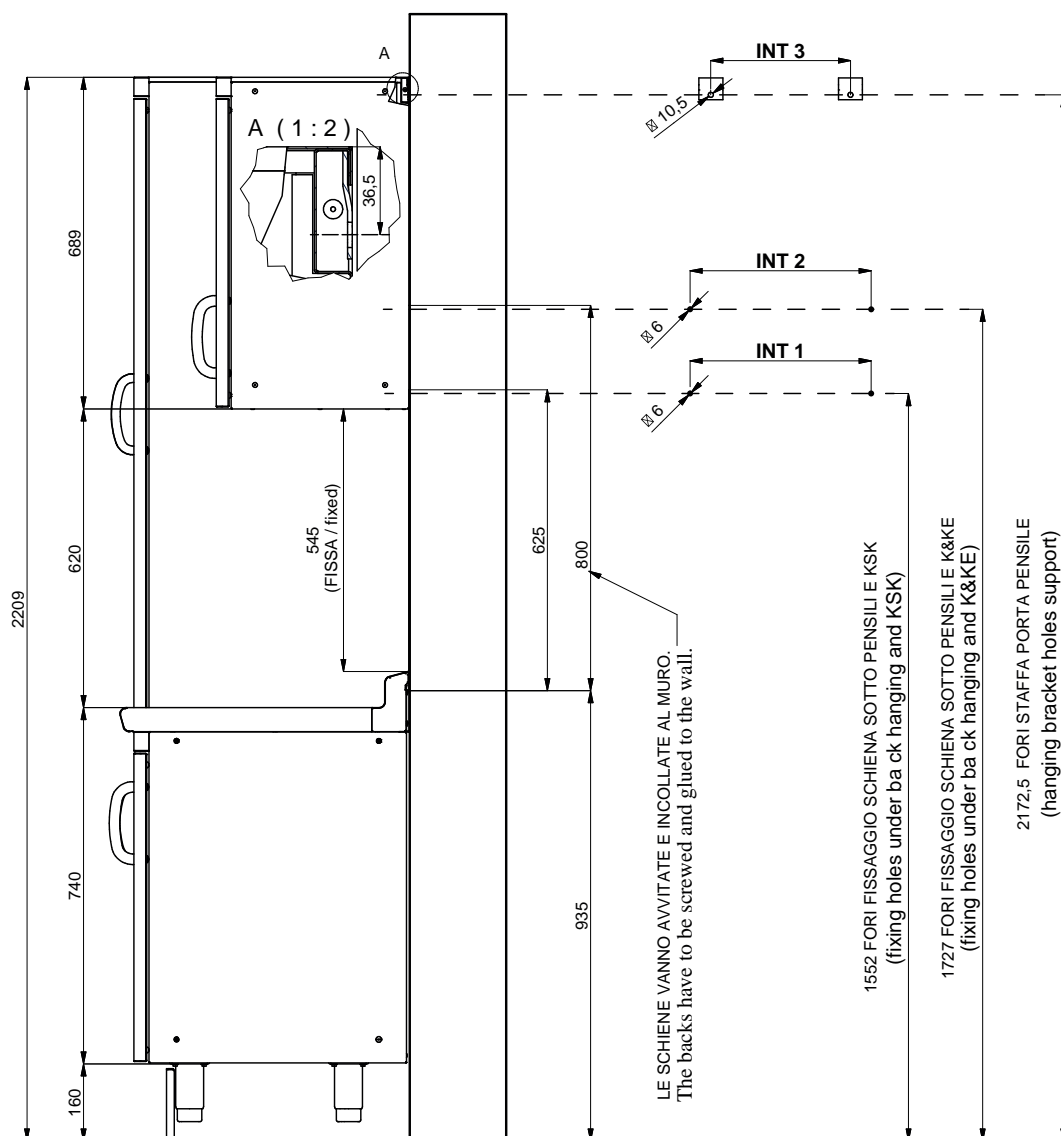 A
INT 3
⌀ 10,5
A ( 1 : 2 )
36,5
689
INT 2
⌀ 6
INT 1
⌀ 6
545
(FISSA / fixed)
625
800
620
2209
LE SCHIENE VANNO AVVITATE E INCOLLATE AL MURO.
The backs have to be screwed and glued to the wall.
1552 FORI FISSAGGIO SCHIENA SOTTO PENSILI E KSK
(fixing holes under ba ck hanging and KSK)
1727 FORI FISSAGGIO SCHIENA SOTTO PENSILI E K&KE
(fixing holes under ba ck hanging and K&KE)
2172,5 FORI STAFFA PORTA PENSILE
(hanging bracket holes support)
740
935
160